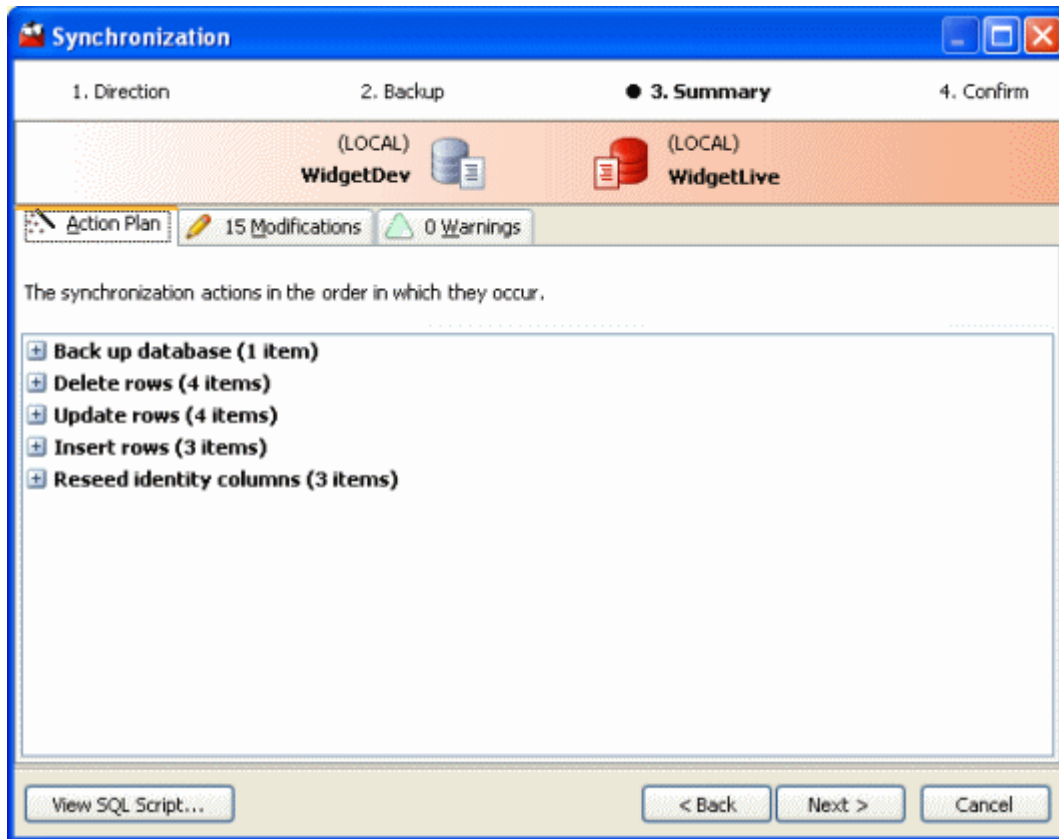 Synchronization
1. Direction 2. Backup 3. Summary 4. Confirm
(LOCAL) (LOCAL)
WidgetDev WidgetLive
Action Plan 15 Modifications 0 Warnings
The synchronization actions in the order in which they occur.
Back up database (1 item)
Delete rows (4 items)
Update rows (4 items)
Insert rows (3 items)
Reseed identity columns (3 items)
View SQL Script... < Back Next > Cancel